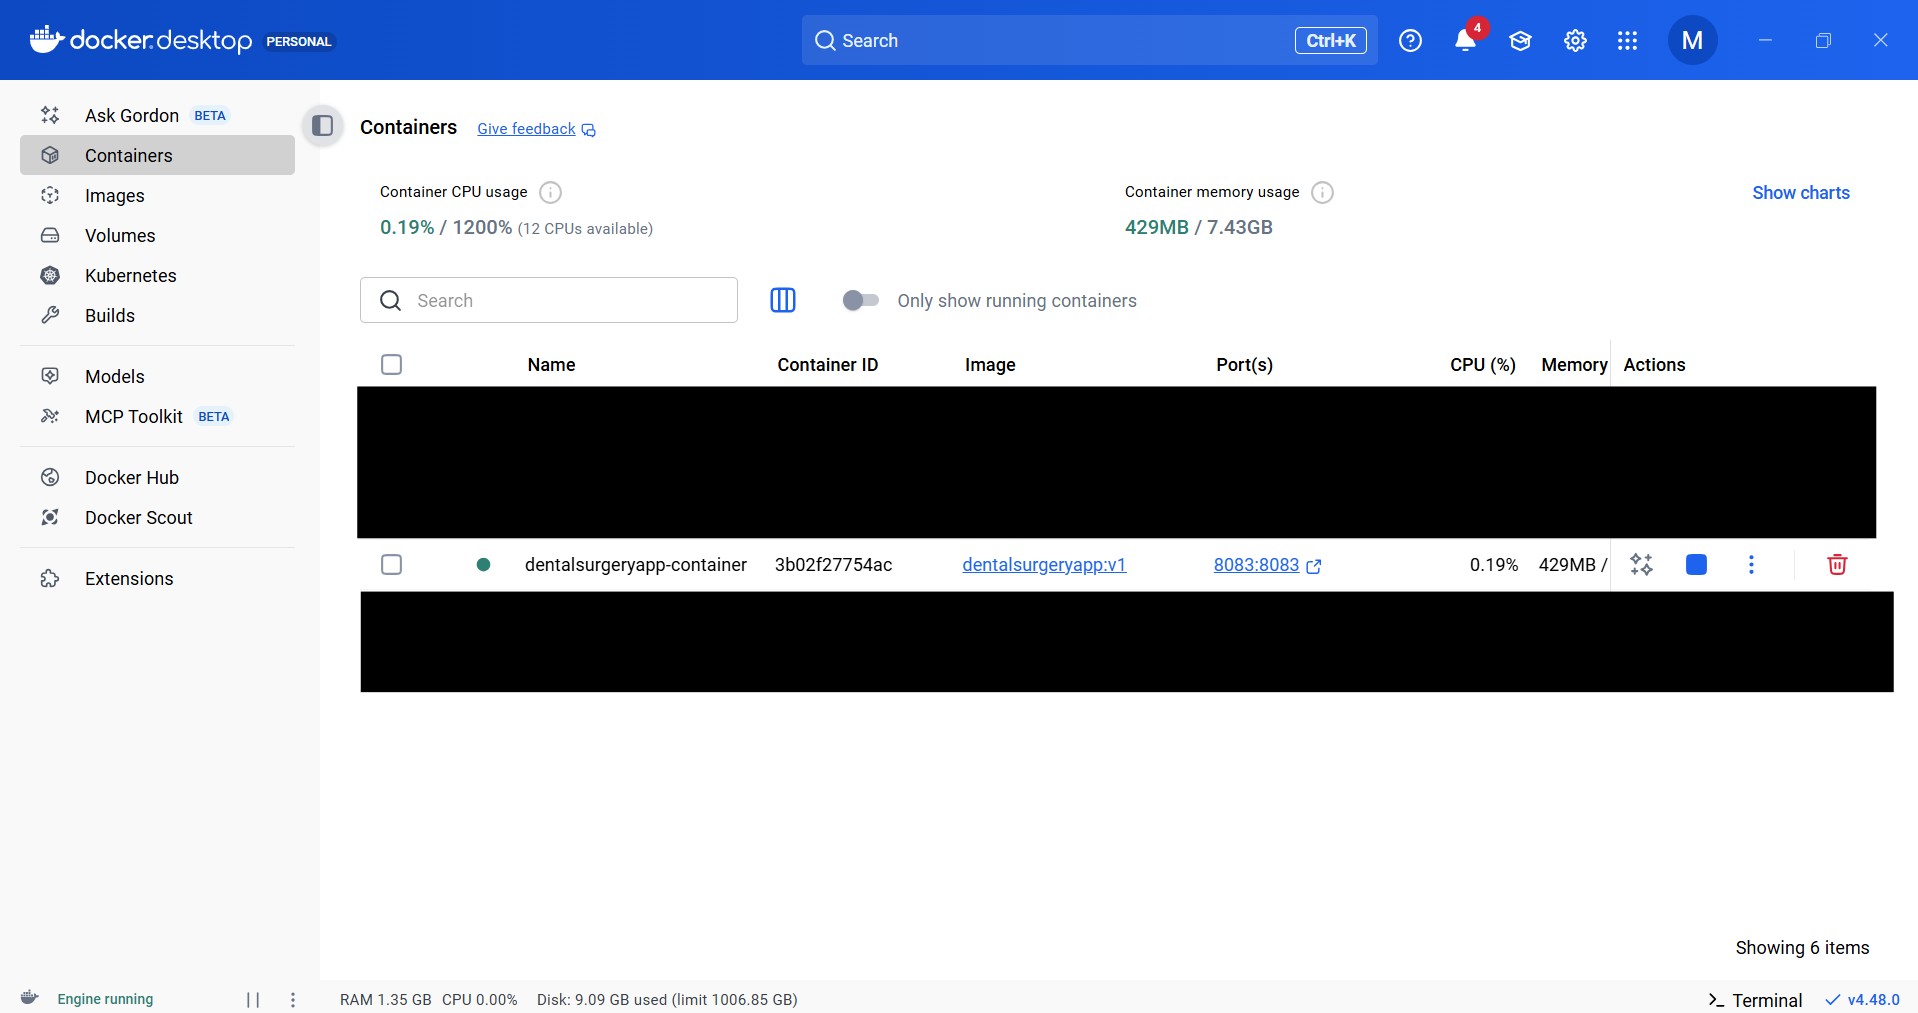 docker.desktop PERSONAL
Search Ctrl+K
4
M
Ask Gordon BETA
Containers
Images
Volumes
Kubernetes
Builds
Models
MCP Toolkit BETA
Docker Hub
Docker Scout
Extensions
Containers Give feedback
Container CPU usage
0.19% / 1200% (12 CPUs available)
Container memory usage
429MB / 7.43GB
Show charts
Search
Only show running containers
Name Container ID Image Port(s) CPU (%) Memory Actions
dentalsurgeryapp-container 3b02f27754ac dentalsurgeryapp:v1 8083:8083 0.19% 429MB /
Showing 6 items
Engine running
RAM 1.35 GB CPU 0.00% Disk: 9.09 GB used (limit 1006.85 GB)
Terminal
v4.48.0